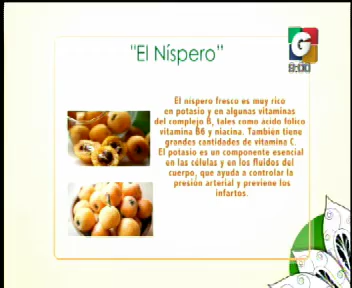 "El Níspero"
G
9:00
El níspero fresco es muy rico
en potasio y en algunas vitaminas
del complejo B, tales como ácido fólico
vitamina B6 y niacina. También tiene
grandes cantidades de vitamina C.
El potasio es un componente esencial
en las células y en los fluidos del
cuerpo, que ayuda a controlar la
presión arterial y previene los
infartos.